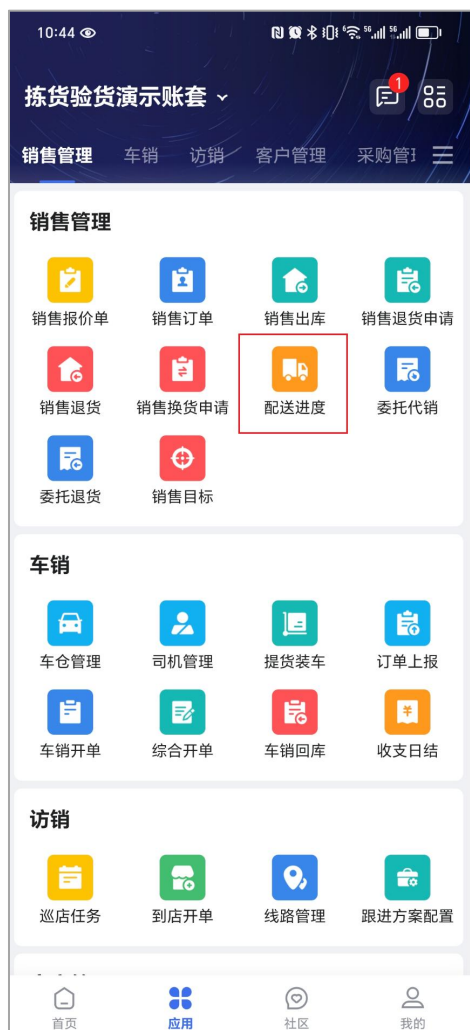 10:44
56 56
拣货验货演示账套
1
销售管理 车销 访销 客户管理 采购管
销售管理
销售报价单 销售订单 销售出库 销售退货申请
销售退货 销售换货申请 配送进度 委托代销
委托退货 销售目标
车销
车仓管理 司机管理 提货装车 订单上报
车销开单 综合开单 车销回库 收支日结
访销
巡店任务 到店开单 线路管理 跟进方案配置
首页 应用 社区 我的